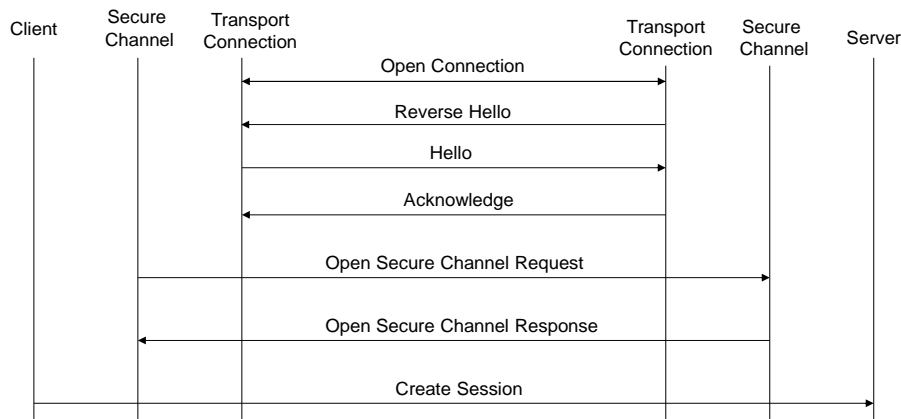 Client
Secure
Channel
Transport
Connection
Transport
Connection
Secure
Channel
Server
Open Connection
Reverse Hello
Hello
Acknowledge
Open Secure Channel Request
Open Secure Channel Response
Create Session